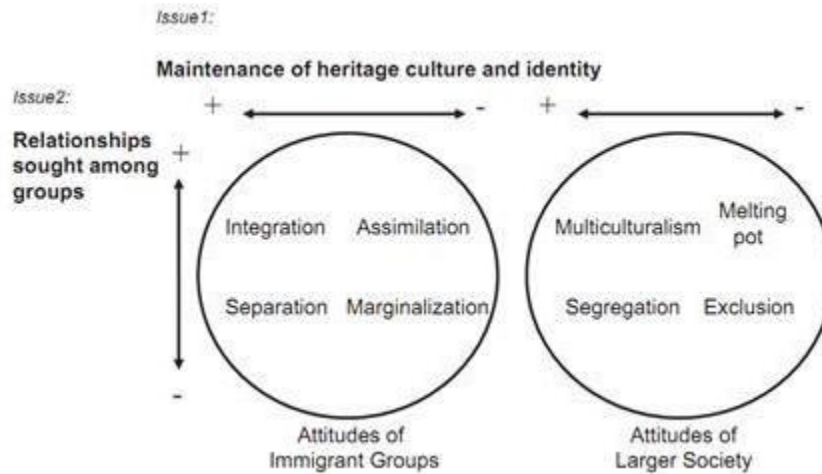 Issue1:
Maintenance of heritage culture and identity
Issue2:
+ - + -
Relationships
sought among
groups
+
Integration Assimilation Multiculturalism Melting
pot
Separation Marginalization Segregation Exclusion
-
Attitudes of
Immigrant Groups
Attitudes of
Larger Society